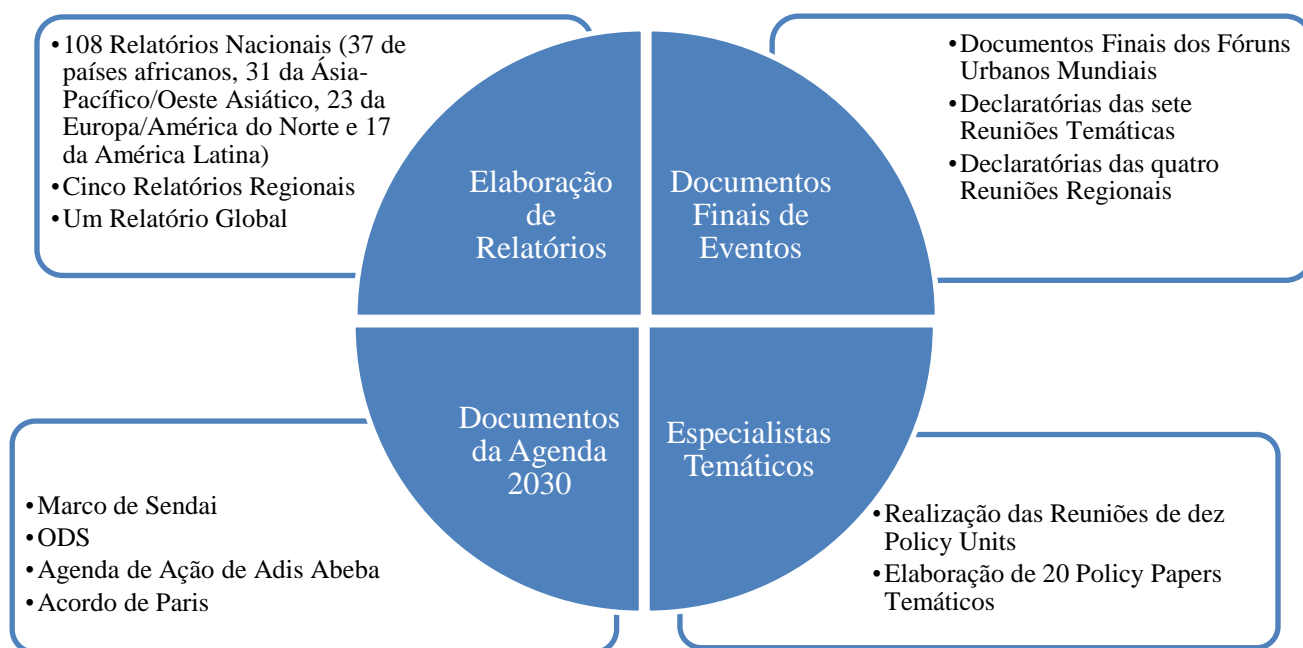 •108 Relatórios Nacionais (37 de
países africanos, 31 da Ásia-
Pacífico/Oeste Asiático, 23 da
Europa/América do Norte e 17
da América Latina)
•Cinco Relatórios Regionais
•Um Relatório Global
Elaboração
de
Relatórios
Documentos
Finais de
Eventos
•Documentos Finais dos Fóruns
Urbanos Mundiais
•Declaratórias das sete
Reuniões Temáticas
•Declaratórias das quatro
Reuniões Regionais
•Marco de Sendai
•ODS
•Agenda de Ação de Adis Abeba
•Acordo de Paris
Documentos
da Agenda
2030
Especialistas
Temáticos
•Realização das Reuniões de dez
Policy Units
•Elaboração de 20 Policy Papers
Temáticos